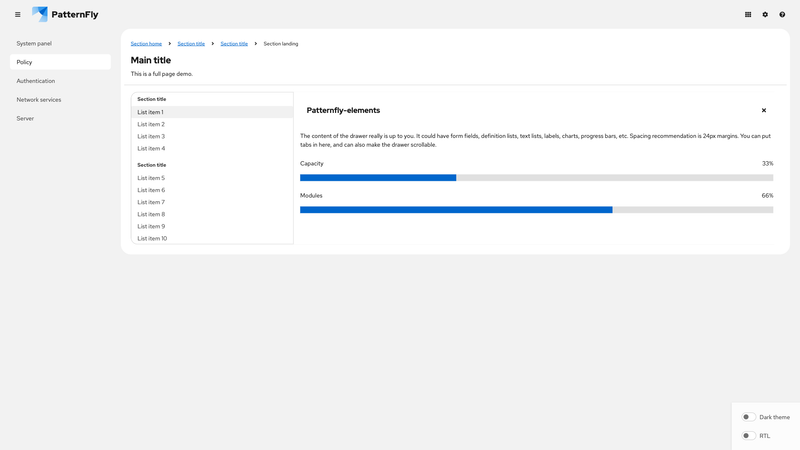 PatternFly
System panel
Policy
Authentication
Network services
Server
Section home
Section title
Section title
Section landing
Main title
This is a full page demo.
Section title
List item 1
List item 2
List item 3
List item 4
Section title
List item 5
List item 6
List item 7
List item 8
List item 9
List item 10
Patternfly-elements
The content of the drawer really is up to you. It could have form fields, definition lists, text lists, labels, charts, progress bars, etc. Spacing recommendation is 24px margins. You can put
tabs in here, and can also make the drawer scrollable.
Capacity
33%
Modules
66%
Dark theme
RTL